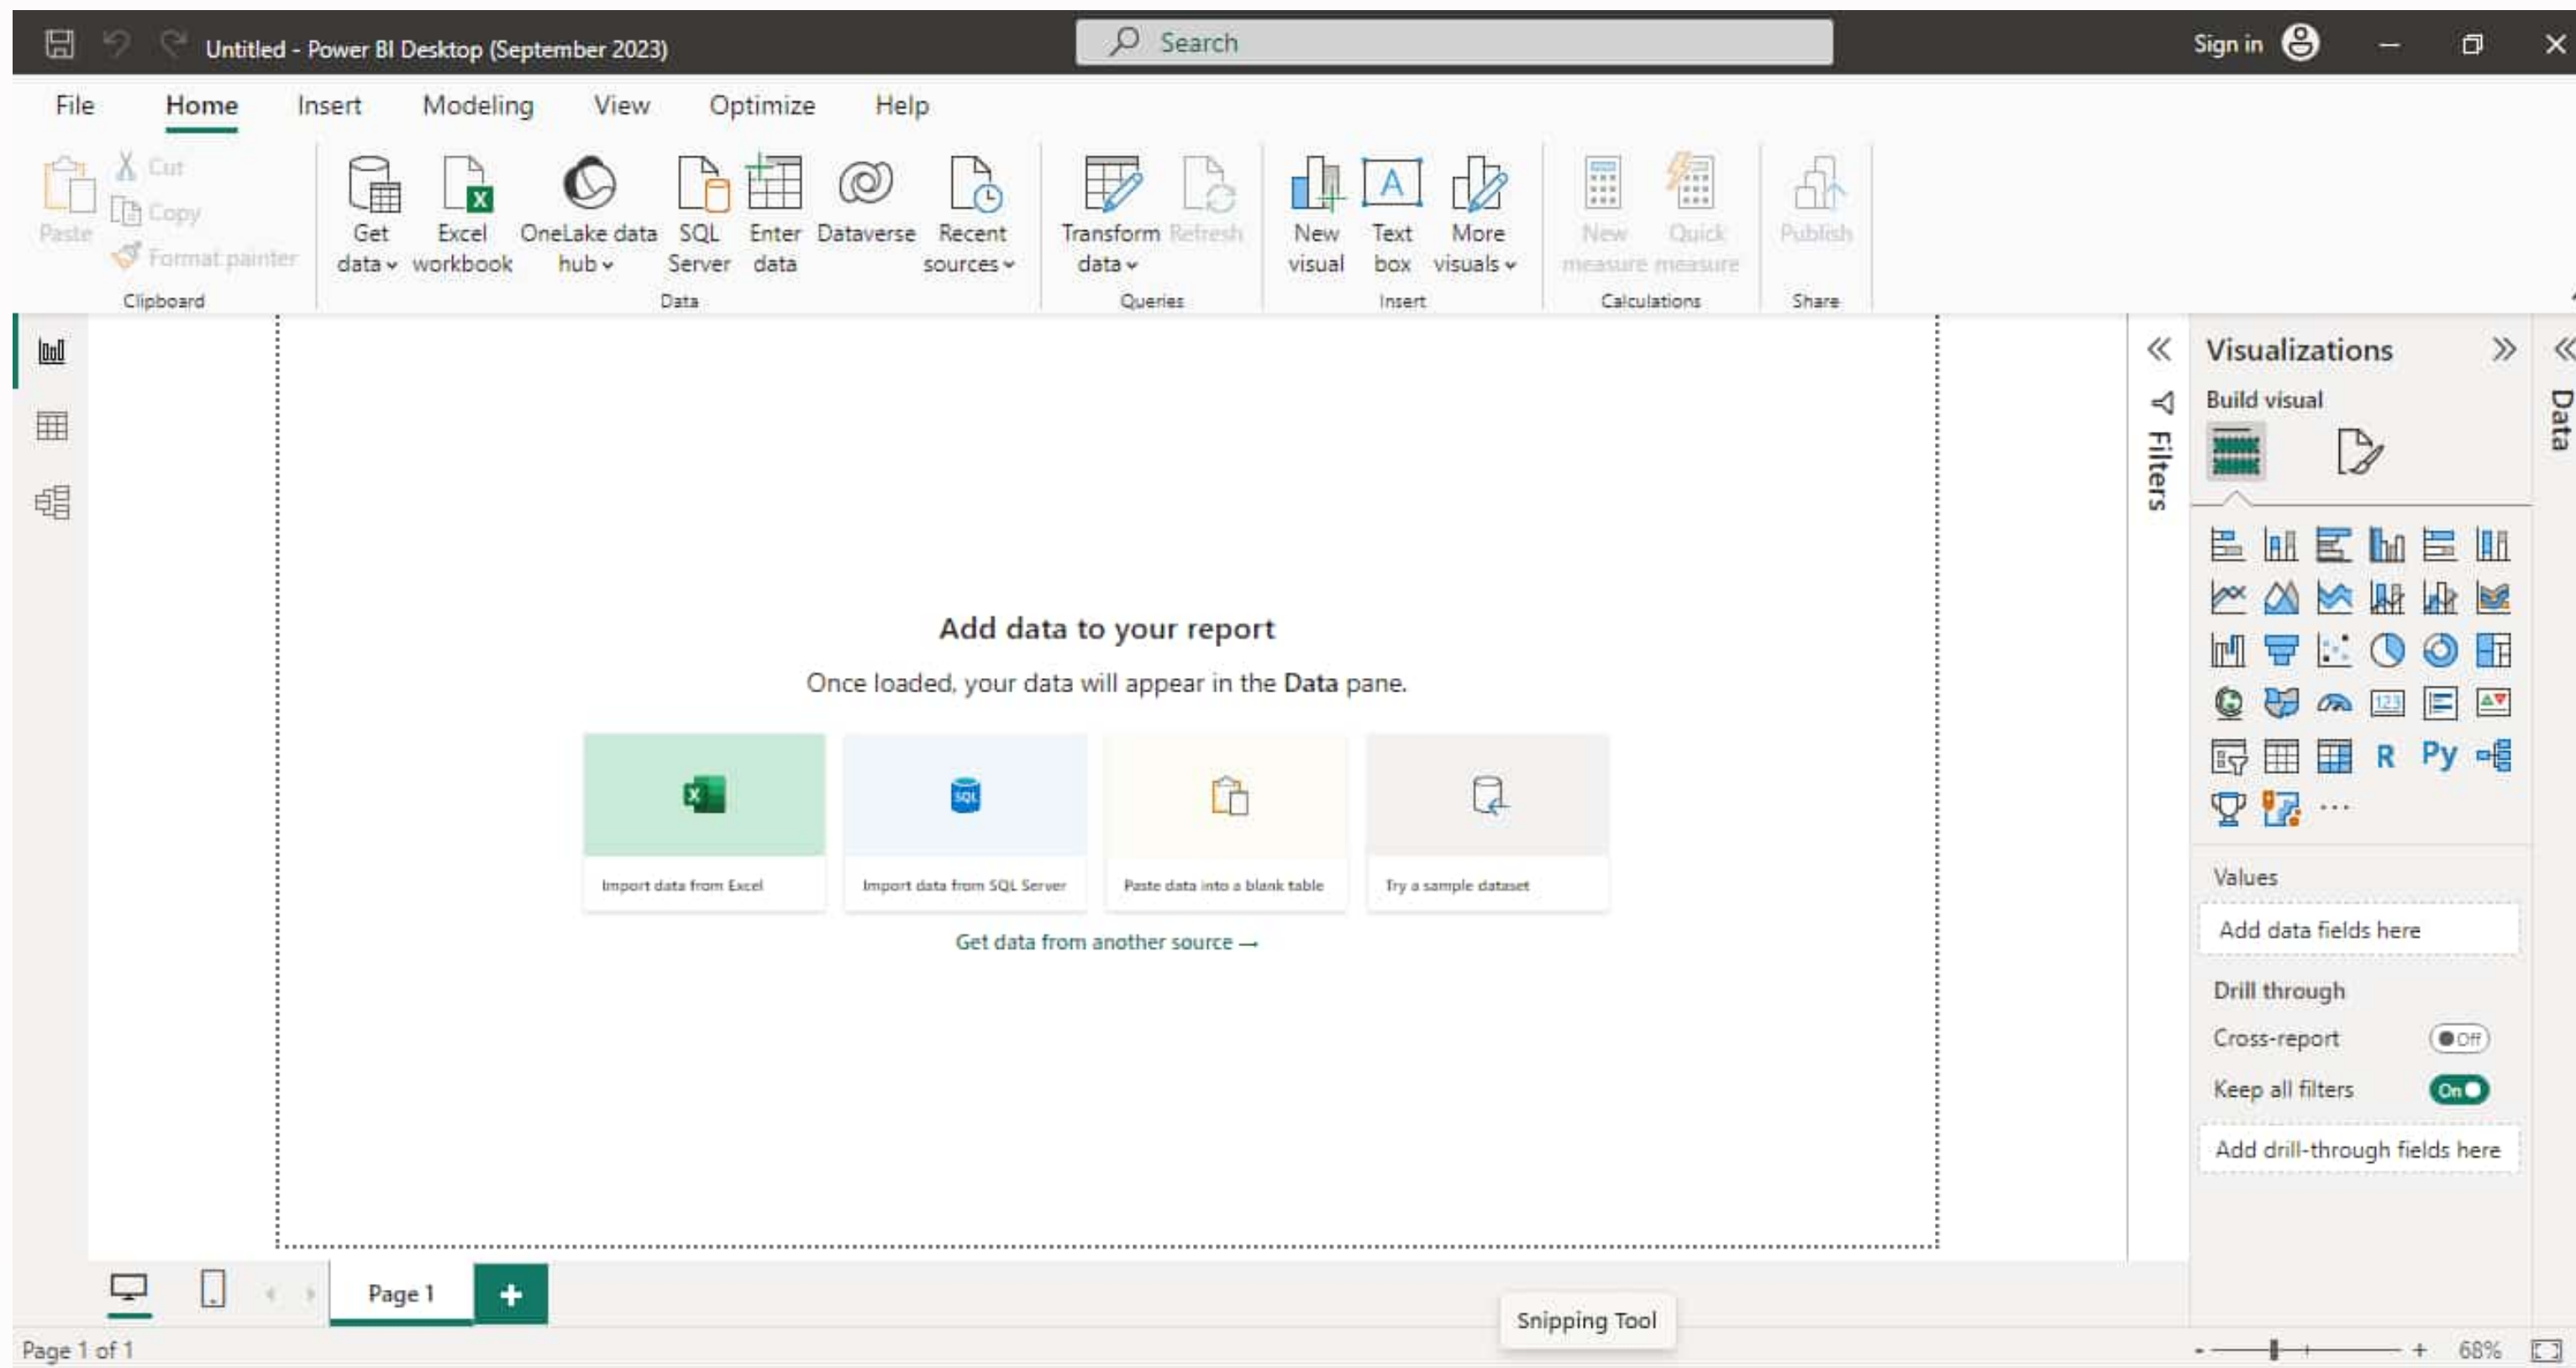 Untitled - Power BI Desktop (September 2023)
Search
Sign in
File Home Insert Modeling View Optimize Help
Paste
Cut
Copy
Format painter
Clipboard
Get data
Excel workbook
OneLake data hub
SQL Server
Enter data
Dataverse
Recent sources
Data
Transform data
Refresh
Queries
New visual
Text box
More visuals
Insert
New measure
Quick measure
Calculations
Publish
Share
Add data to your report
Once loaded, your data will appear in the Data pane.
X
SQL
Import data from Excel
Import data from SQL Server
Paste data into a blank table
Try a sample dataset
Get data from another source →
Filters
Visualizations
Build visual
123
R
Py
...
Values
Add data fields here
Drill through
Cross-report
Off
Keep all filters
On
Add drill-through fields here
Data
Page 1
+
Snipping Tool
Page 1 of 1
- + 68%